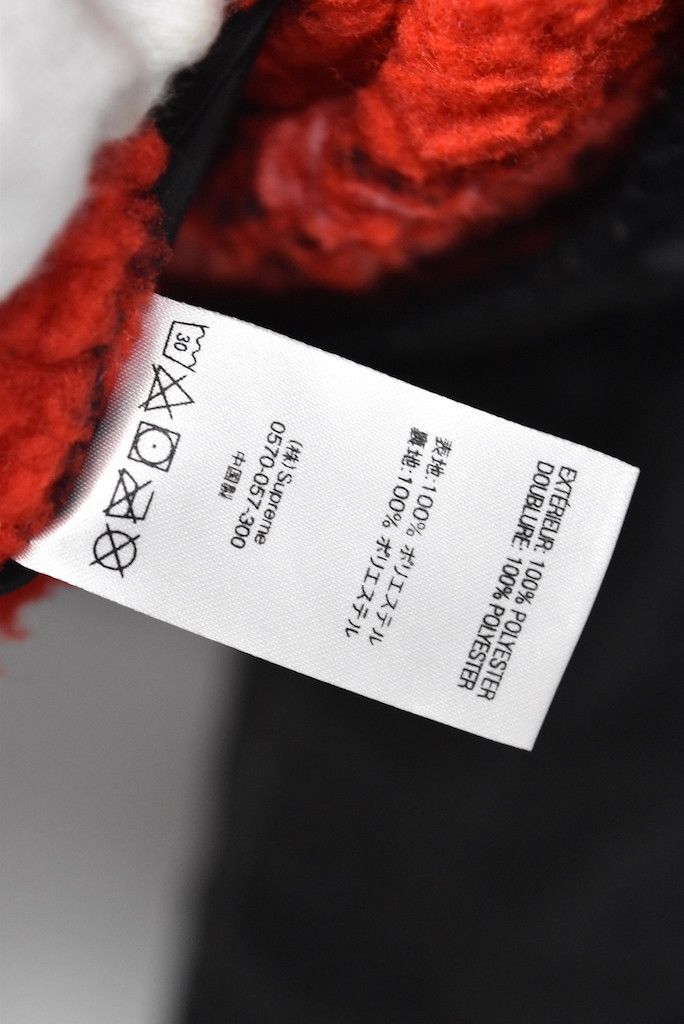 EXTÉRIEUR: 100% POLYESTER
DOUBLURE: 100% POLYESTER
表地:100% ポリエステル
裏地:100% ポリエステル
(株) Supreme
0570-057-300
中国製
30